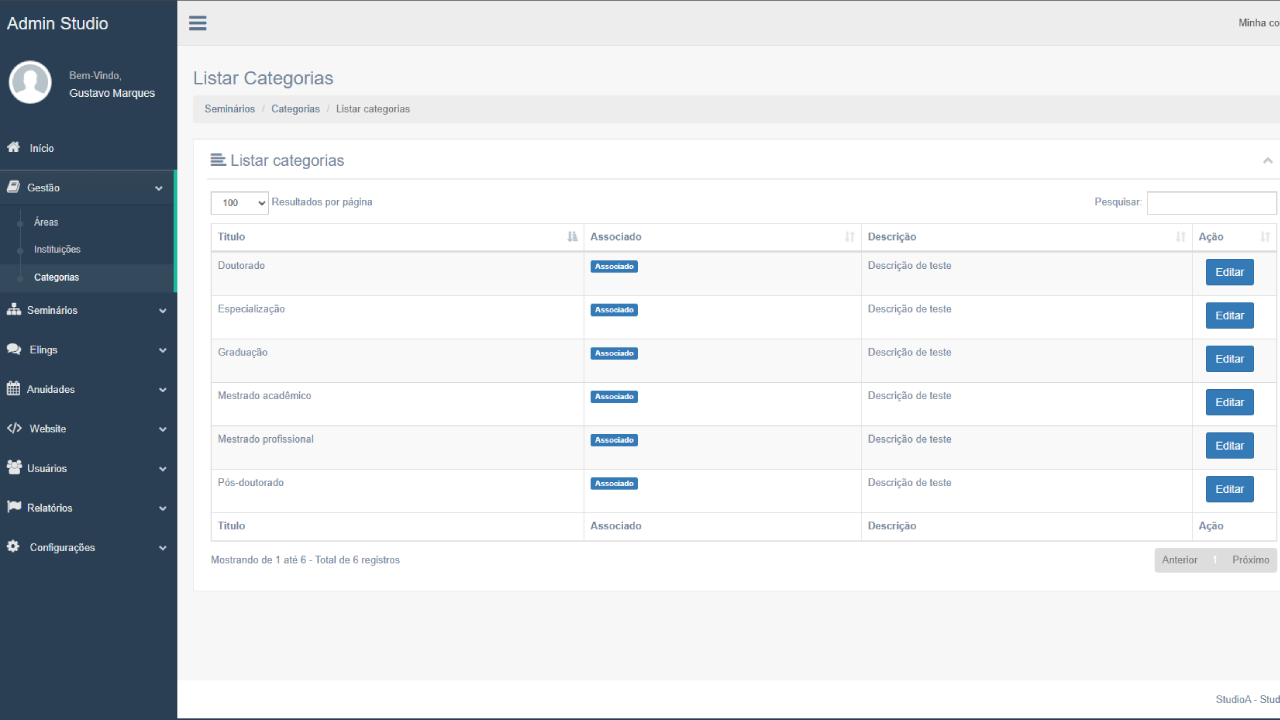 Admin Studio
Minha co
Bem-Vindo,
Gustavo Marques
Início
Gestão
Áreas
Instituições
Categorias
Seminários
Elings
Anuidades
Website
Usuários
Relatórios
Configurações
Listar Categorias
Seminários / Categorias / Listar categorias
Listar categorias
100 Resultados por página Pesquisar:
Titulo Associado Descrição Ação
Doutorado Associado Descrição de teste Editar
Especialização Associado Descrição de teste Editar
Graduação Associado Descrição de teste Editar
Mestrado acadêmico Associado Descrição de teste Editar
Mestrado profissional Associado Descrição de teste Editar
Pós-doutorado Associado Descrição de teste Editar
Titulo Associado Descrição Ação
Mostrando de 1 até 6 - Total de 6 registros Anterior 1 Próximo
StudioA - Stud